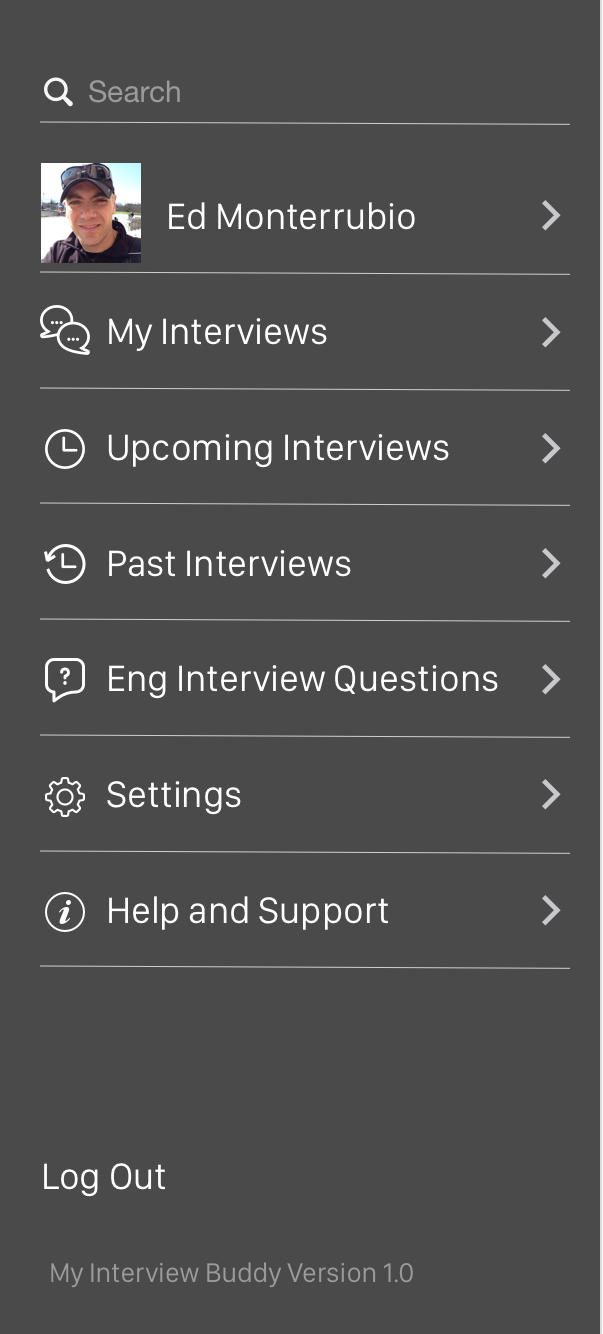 Search
Ed Monterrubio
My Interviews
Upcoming Interviews
Past Interviews
Eng Interview Questions
Settings
Help and Support
Log Out
My Interview Buddy Version 1.0